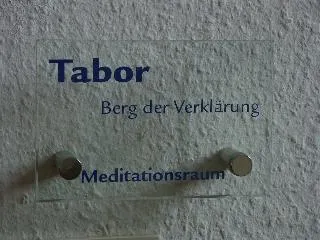 Tabor
Berg der Verklärung
Meditationsraum